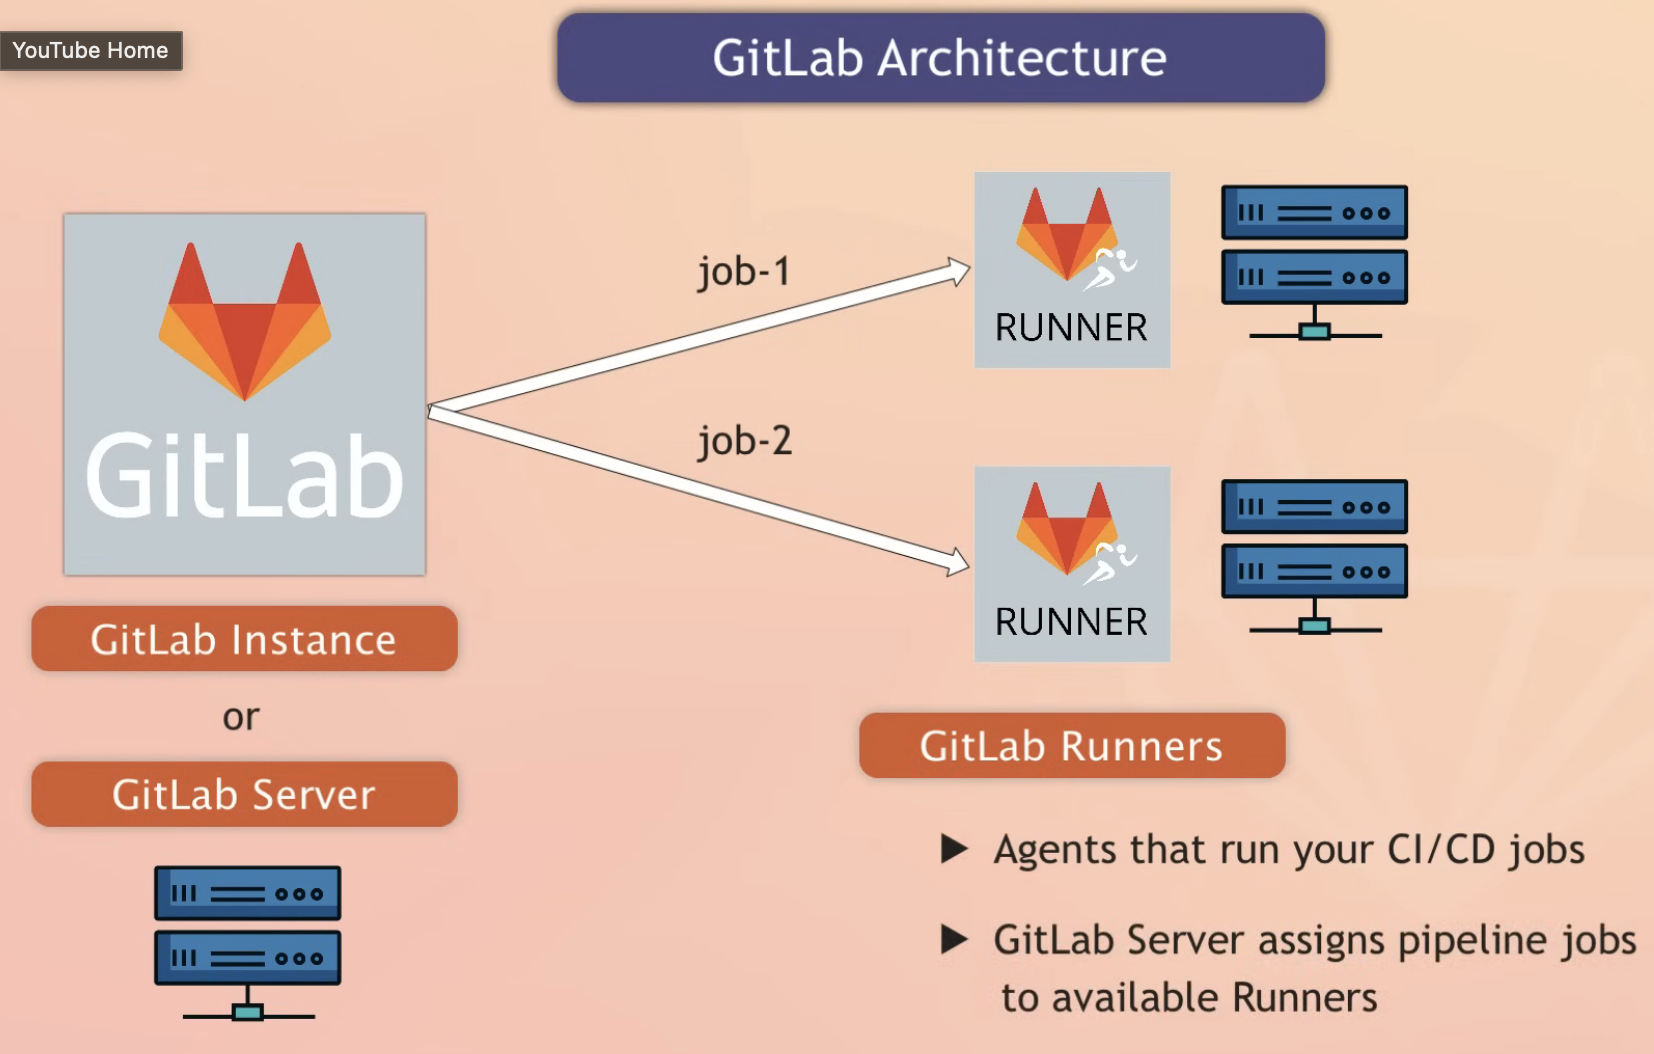 YouTube Home
GitLab Architecture
GitLab
job-1
RUNNER
job-2
RUNNER
GitLab Instance
or
GitLab Server
GitLab Runners
▶ Agents that run your CI/CD jobs
▶ GitLab Server assigns pipeline jobs
to available Runners